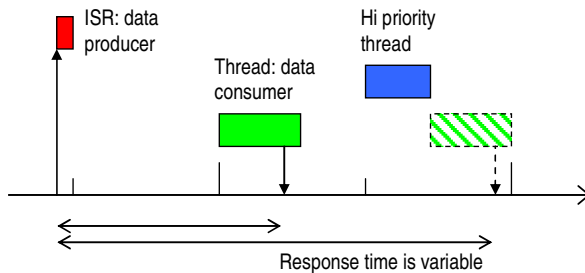 ISR: data
producer
Hi priority
thread
Thread: data
consumer
Response time is variable